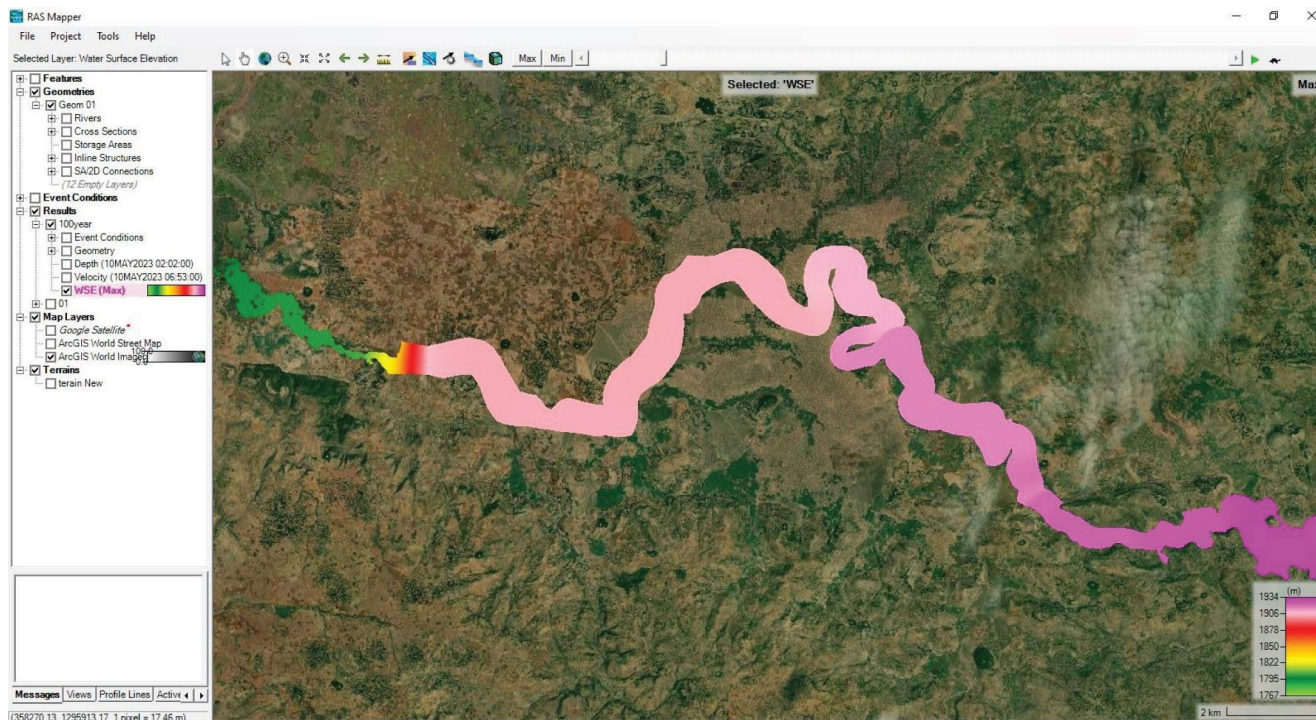 RAS Mapper
File Project Tools Help
Selected Layer: Water Surface Elevation
Max Min
Features
Geometries
Geom 01
Rivers
Cross Sections
Storage Areas
Inline Structures
SA/2D Connections
(12 Empty Layers)
Event Conditions
Results
100year
Event Conditions
Geometry
Depth (10MAY2023 02:02:00)
Velocity (10MAY2023 06:53:00)
WSE (Max)
01
Map Layers
Google Satellite
ArcGIS World Street Map
ArcGIS World
Terrains
terain New
Selected: 'WSE'
Max
1934 (m)
1906
1878
1850
1822
1795
1767
2 km
Messages Views Profile Lines Active
(358270.13, 1295913.17 1 pixel = 17.46 m)